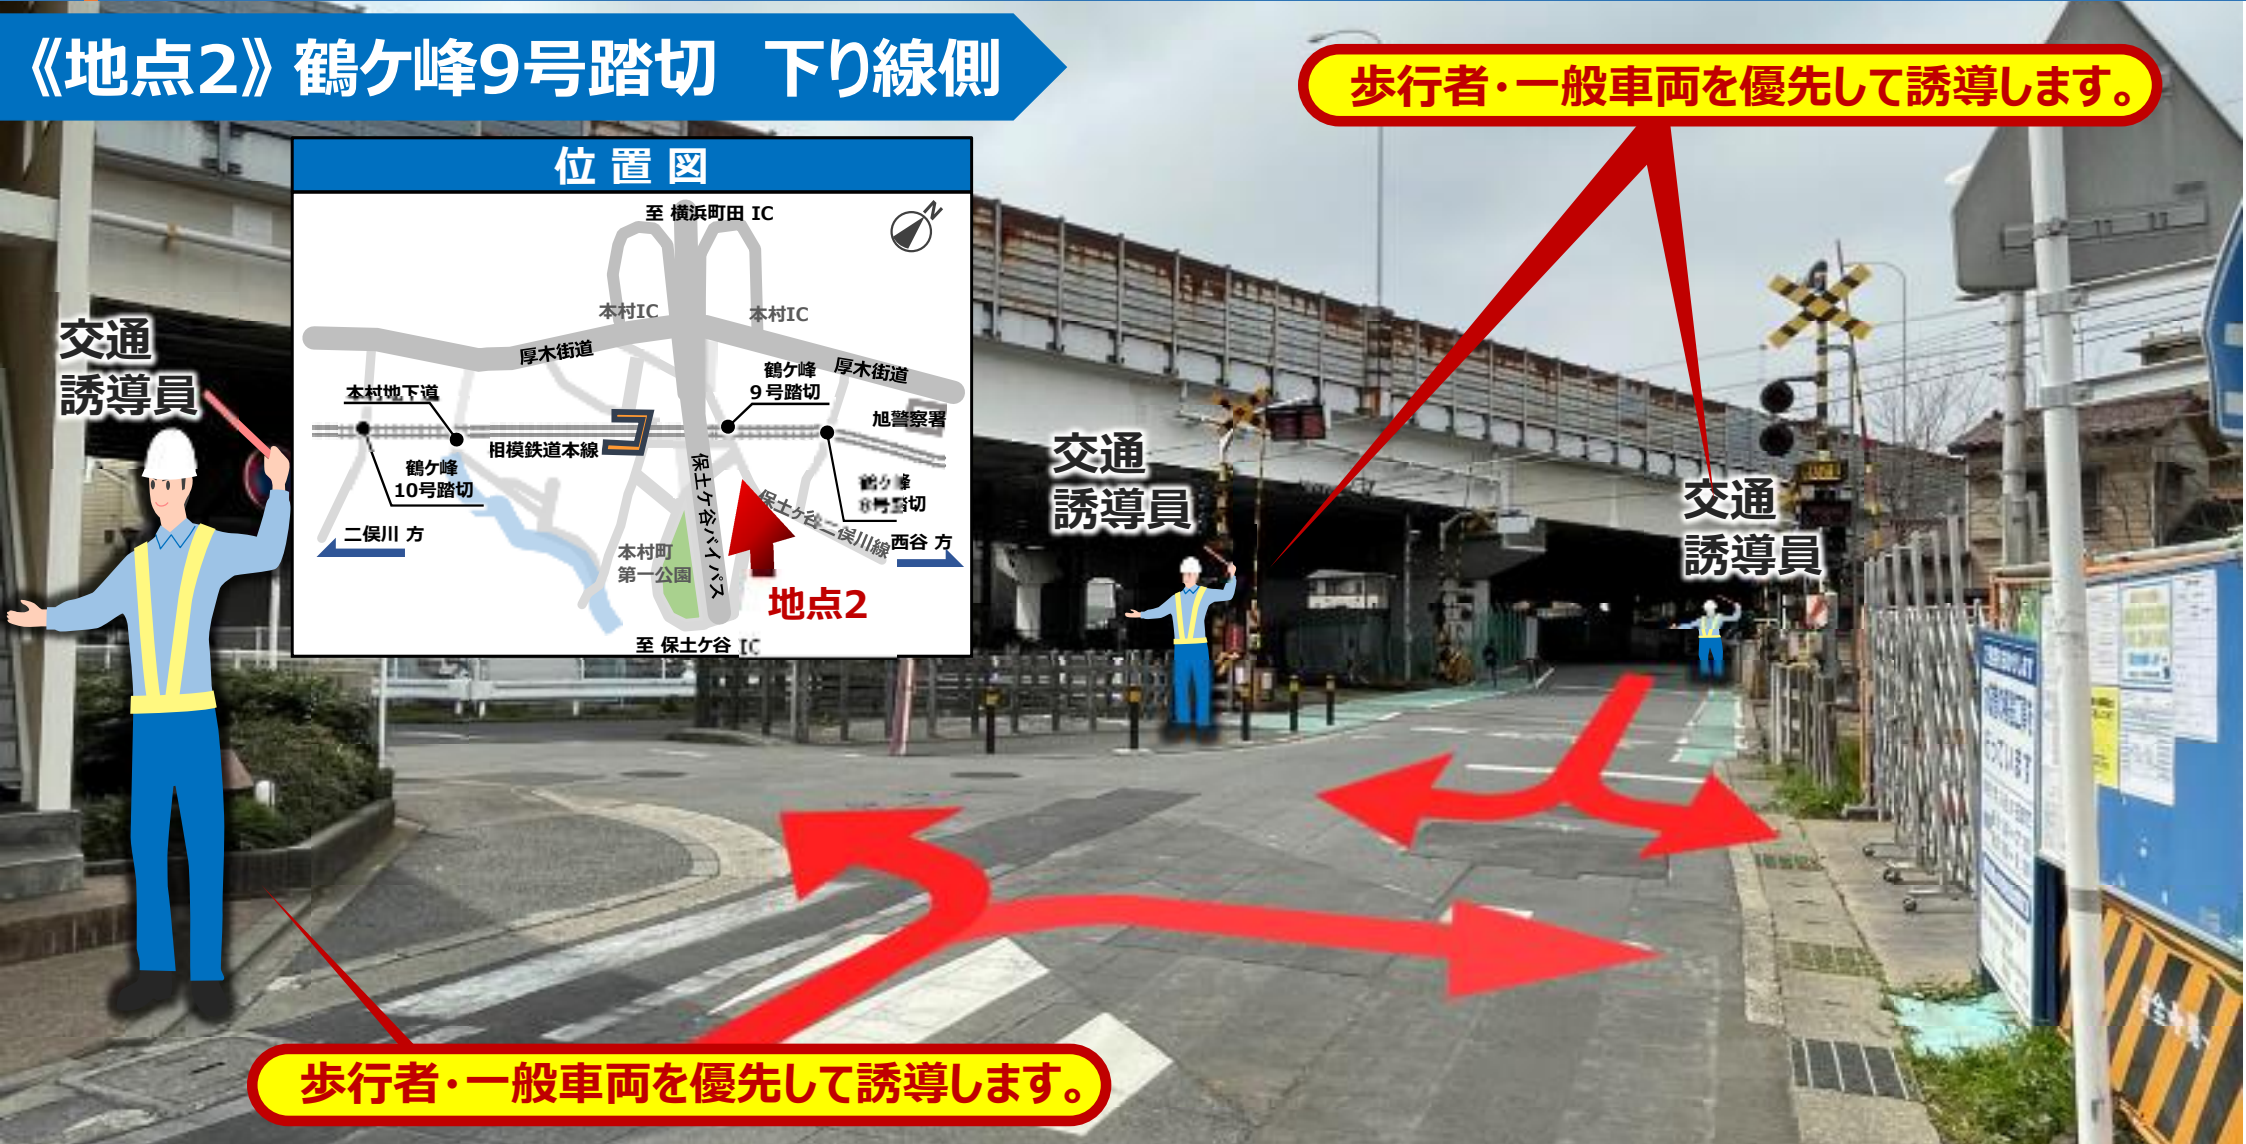 《地点2》鶴ケ峰9号踏切　下り線側
歩行者・一般車両を優先して誘導します。
位置図
至 横浜町田 IC
N
本村IC
本村IC
厚木街道
鶴ケ峰
9号踏切
厚木街道
本村地下道
旭警察署
相模鉄道本線
鶴ケ峰
10号踏切
保土ケ谷バイパス
鶴ケ峰
踏切
保土ケ谷二俣川線
二俣川 方
西谷 方
本村町
第一公園
地点2
至 保土ケ谷 IC
交通
誘導員
交通
誘導員
交通
誘導員
歩行者・一般車両を優先して誘導します。